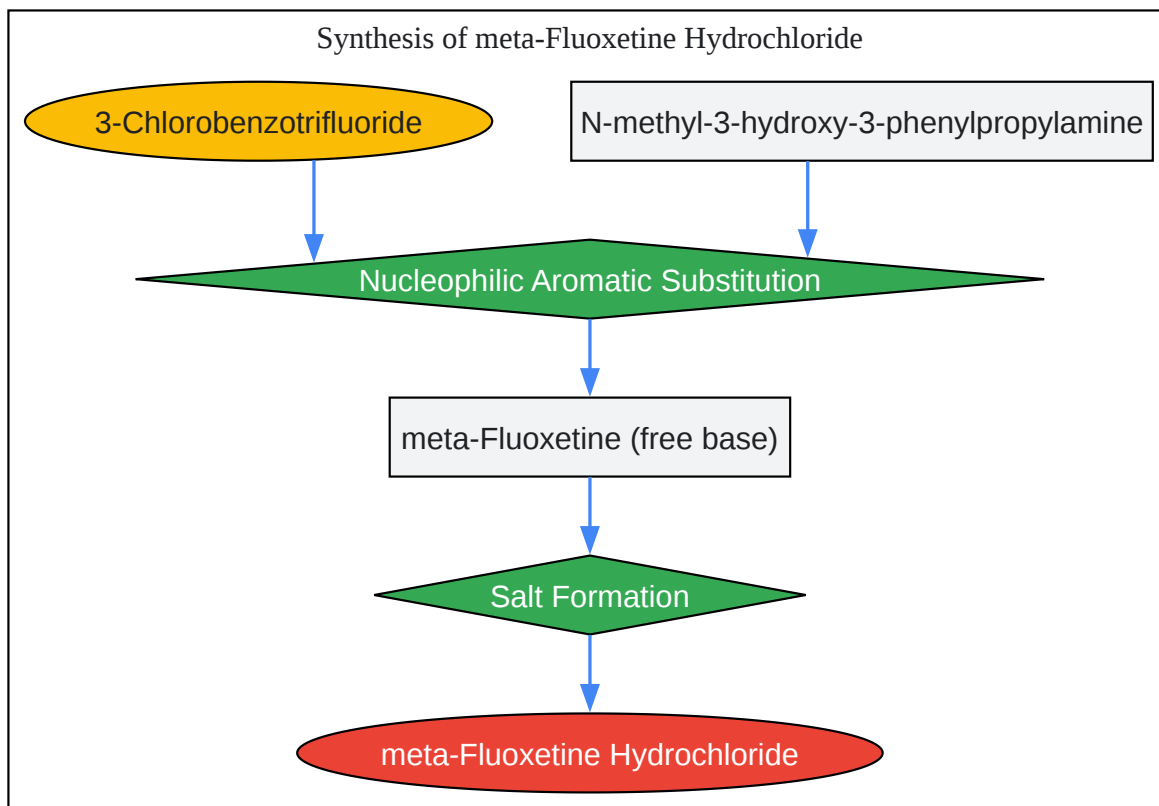 Synthesis of meta-Fluoxetine Hydrochloride
3-Chlorobenzotrifluoride
N-methyl-3-hydroxy-3-phenylpropylamine
Nucleophilic Aromatic Substitution
meta-Fluoxetine (free base)
Salt Formation
meta-Fluoxetine Hydrochloride